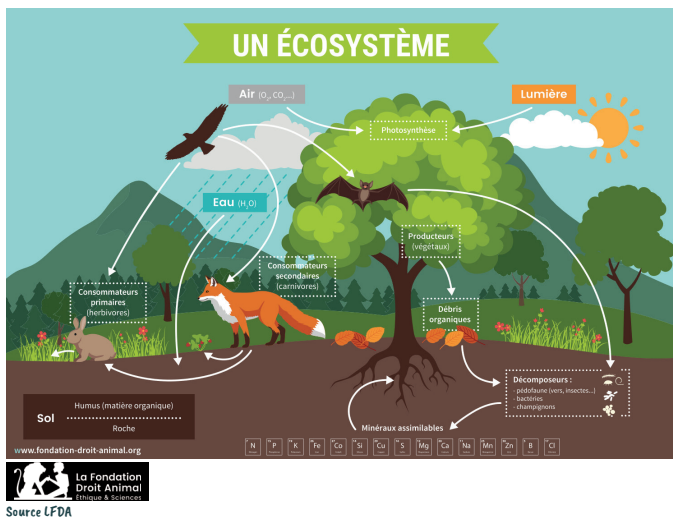 UN ÉCOSYSTÈME
Air (O₂, CO₂...)
Lumière
Photosynthèse
Eau (H₂O)
Producteurs
(végétaux)
Consommateurs
secondaires
(carnivores)
Consommateurs
primaires
(herbivores)
Débris
organiques
Décomposeurs :
- pédofaune (vers, insectes...)
- bactéries
- champignons
Humus (matière organique)
Sol
Roche
Minéraux assimilables
www.fondation-droit-animal.org
N P K Fe Co Si Cu S Mg Ca Na Mn Zn B Cl
La Fondation
Droit Animal
Éthique & Sciences
Source LFDA